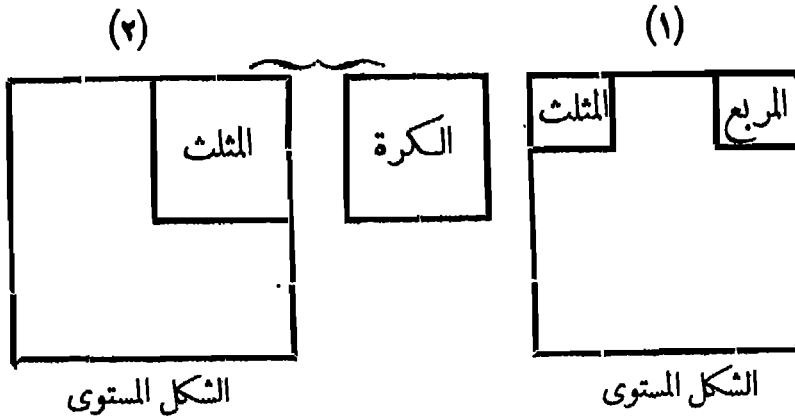 (١)
المربع
المثلث
الشكل المستوى
(٢)
الكرة
المثلث
الشكل المستوى